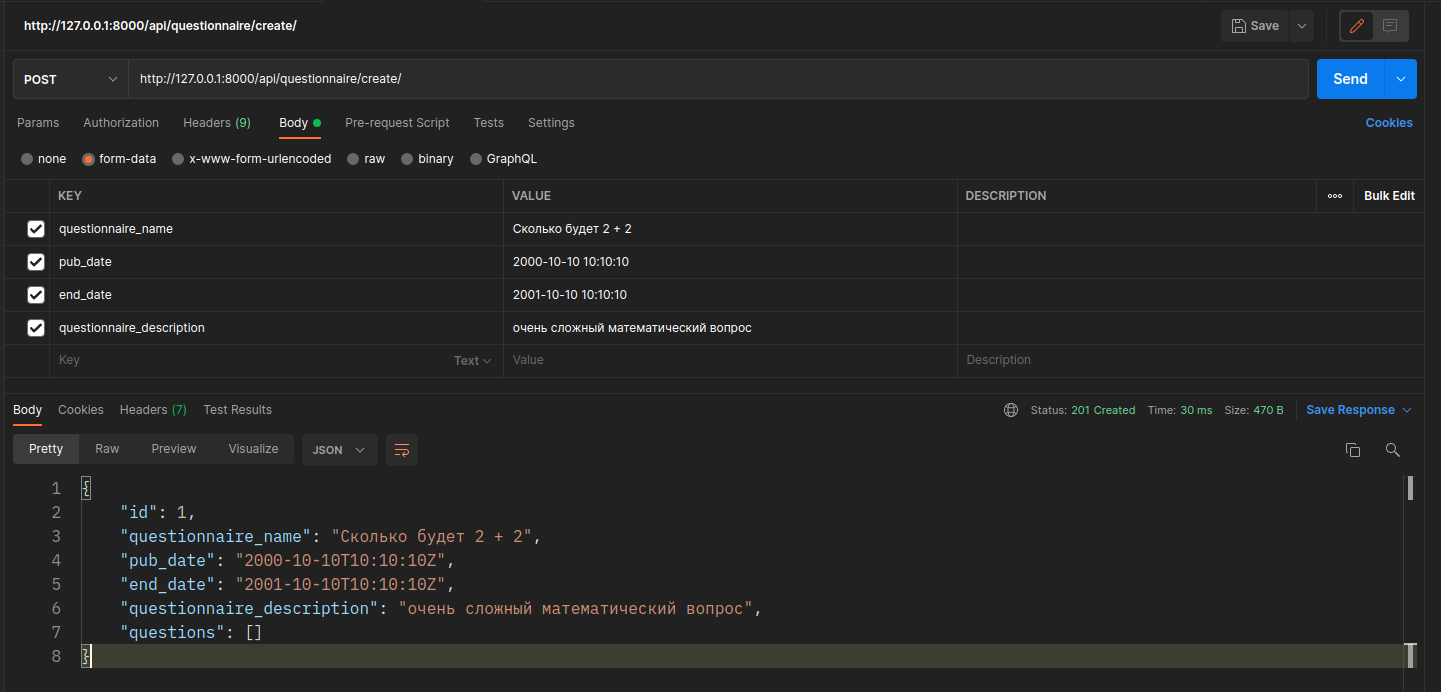 http://127.0.0.1:8000/api/questionnaire/create/ Save
POST http://127.0.0.1:8000/api/questionnaire/create/ Send
Params Authorization Headers (9) Body Pre-request Script Tests Settings Cookies
none form-data x-www-form-urlencoded raw binary GraphQL
KEY VALUE DESCRIPTION Bulk Edit
questionnaire_name Сколько будет 2 + 2
pub_date 2000-10-10 10:10:10
end_date 2001-10-10 10:10:10
questionnaire_description очень сложный математический вопрос
Key Text Value Description
Body Cookies Headers (7) Test Results Status: 201 Created Time: 30 ms Size: 470 B Save Response
Pretty Raw Preview Visualize JSON
1 {
2 "id": 1,
3 "questionnaire_name": "Сколько будет 2 + 2",
4 "pub_date": "2000-10-10T10:10:10Z",
5 "end_date": "2001-10-10T10:10:10Z",
6 "questionnaire_description": "очень сложный математический вопрос",
7 "questions": []
8 }